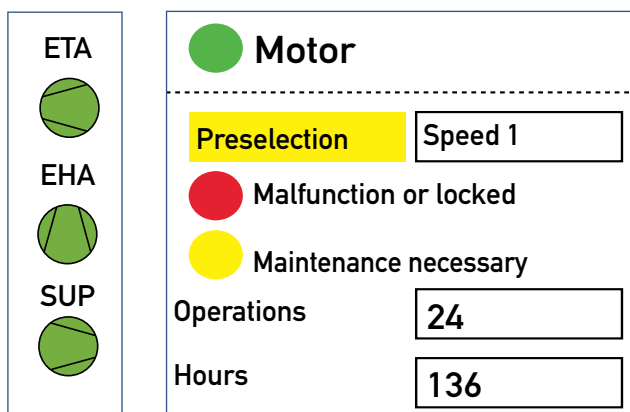 ETA
EHA
SUP
Motor
Preselection Speed 1
Malfunction or locked
Maintenance necessary
Operations 24
Hours 136